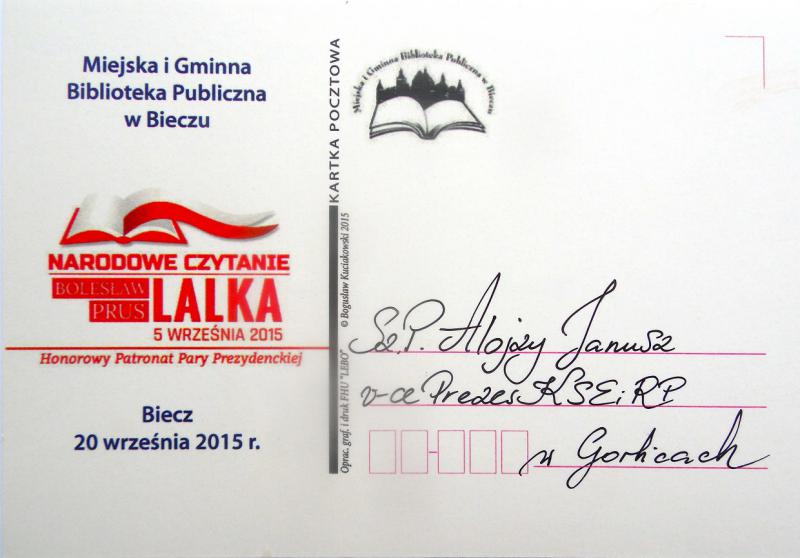 Miejska i Gminna
Biblioteka Publiczna
w Bieczu
NARODOWE CZYTANIE
BOLESŁAW
PRUS
LALKA
5 WRZEŚNIA 2015
Honorowy Patronat Pary Prezydenckiej
Biecz
20 września 2015 r.
KARTKA POCZTOWA
© Bogusław Kuciakowski 2015
Oprac. graf. i druk FHU "LEBO"
Miejska i Gminna Biblioteka Publiczna w Bieczu
Sz.P. Alojzy Janusz
v-ce Prezes KSEiRP
w Gorlicach